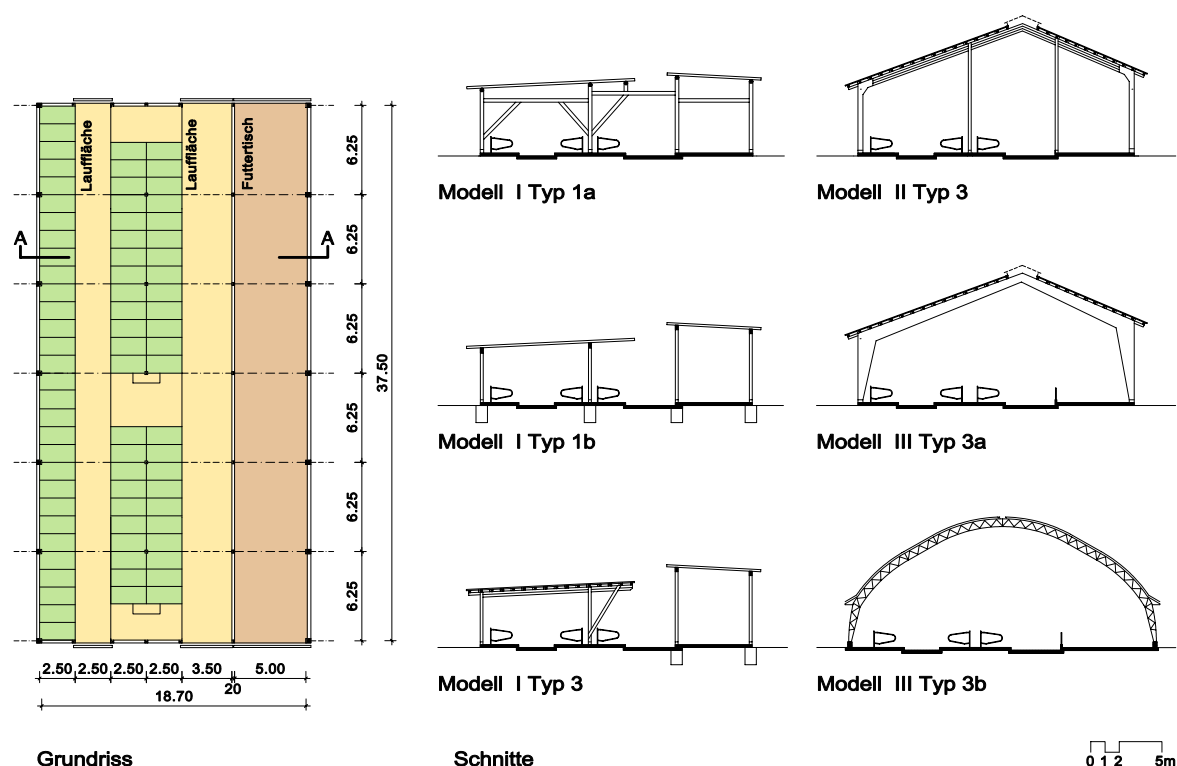 Lauffläche
Lauffläche
Futtertisch
A
A
6.25
6.25
6.25
6.25
6.25
6.25
37.50
2.50 2.50 2.50 2.50 3.50 5.00
20
18.70
Grundriss
Modell I Typ 1a
Modell II Typ 3
Modell I Typ 1b
Modell III Typ 3a
Modell I Typ 3
Modell III Typ 3b
Schnitte
0 1 2 5m